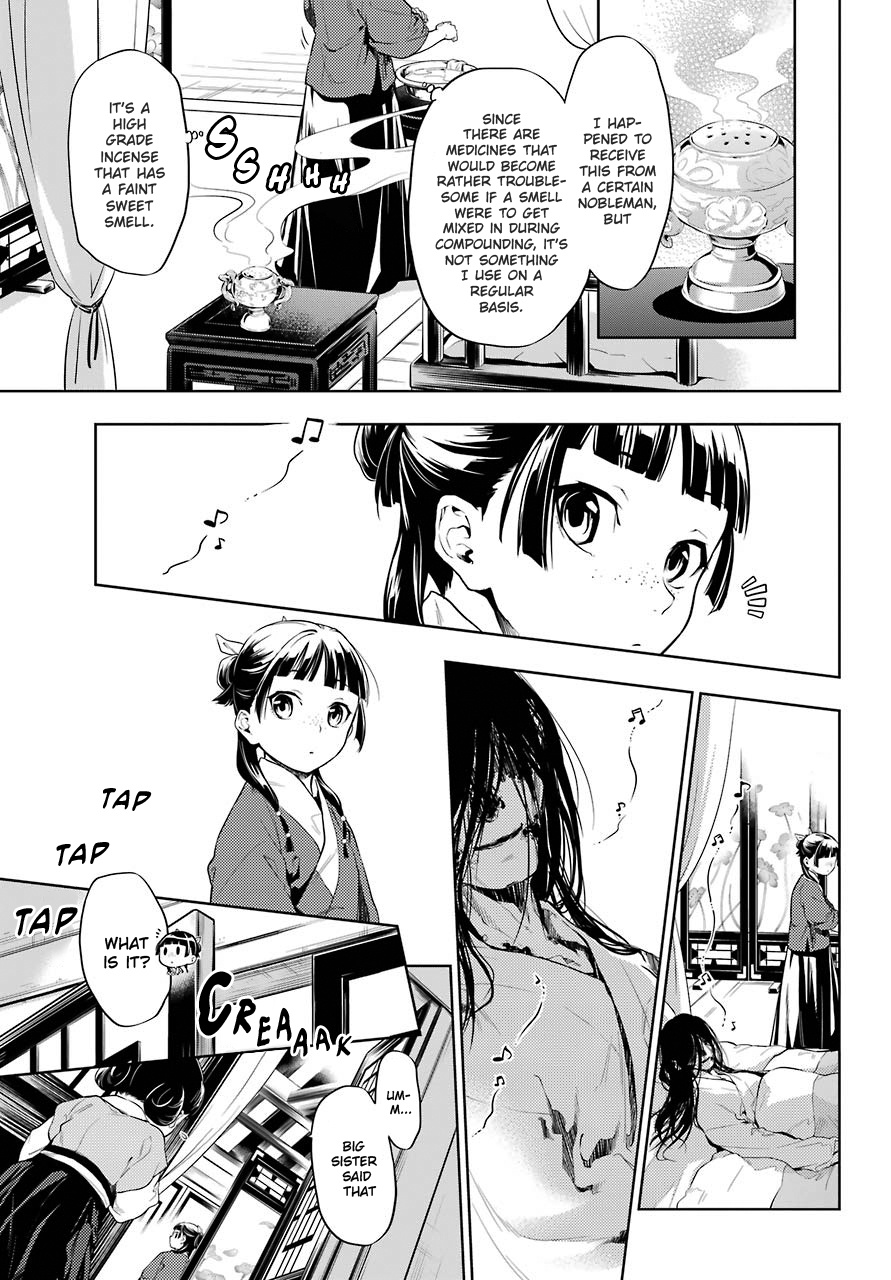 I HAP-
PENED TO
RECEIVE
THIS FROM
A CERTAIN
NOBLEMAN,
BUT
SINCE
THERE ARE
MEDICINES THAT
WOULD BECOME
RATHER TROUBLE-
SOME IF A SMELL
WERE TO GET
MIXED IN DURING
COMPOUNDING, IT'S
NOT SOMETHING
I USE ON A
REGULAR
BASIS.
SSHHH
IT'S A
HIGH
GRADE
INCENSE
THAT HAS
A FAINT
SWEET
SMELL.
TAP
TAP
TAP
WHAT
IS IT?
CREAAAK
UM-
M...
BIG
SISTER
SAID
THAT